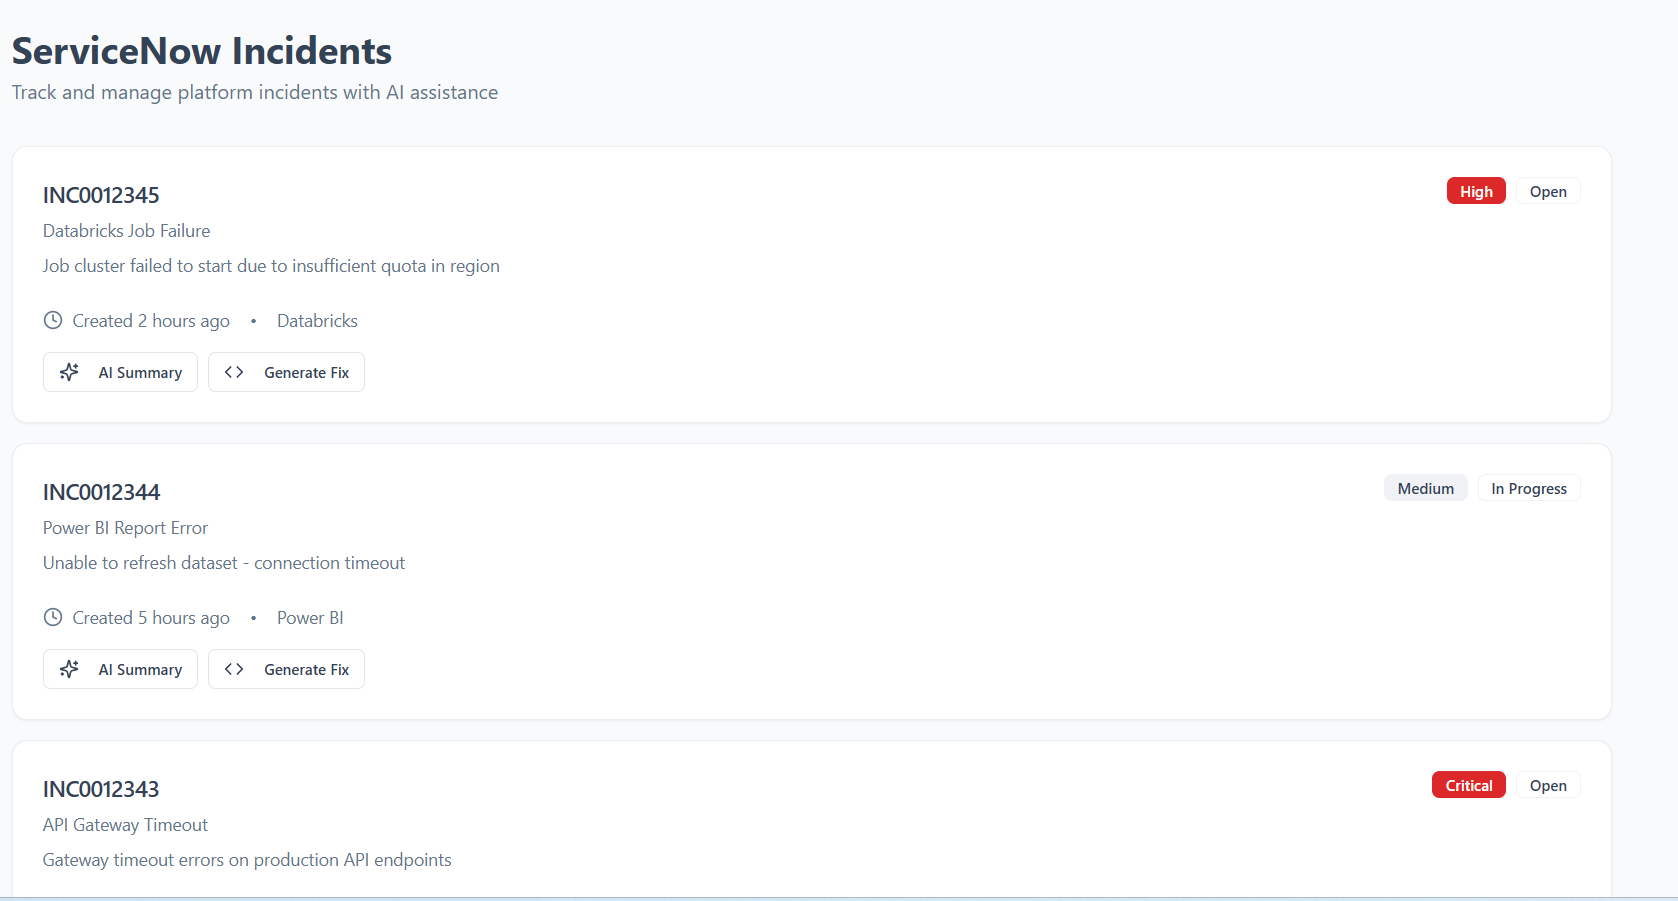 ServiceNow Incidents
Track and manage platform incidents with AI assistance
INC0012345
High
Open
Databricks Job Failure
Job cluster failed to start due to insufficient quota in region
Created 2 hours ago • Databricks
AI Summary
Generate Fix
INC0012344
Medium
In Progress
Power BI Report Error
Unable to refresh dataset - connection timeout
Created 5 hours ago • Power BI
AI Summary
Generate Fix
INC0012343
Critical
Open
API Gateway Timeout
Gateway timeout errors on production API endpoints